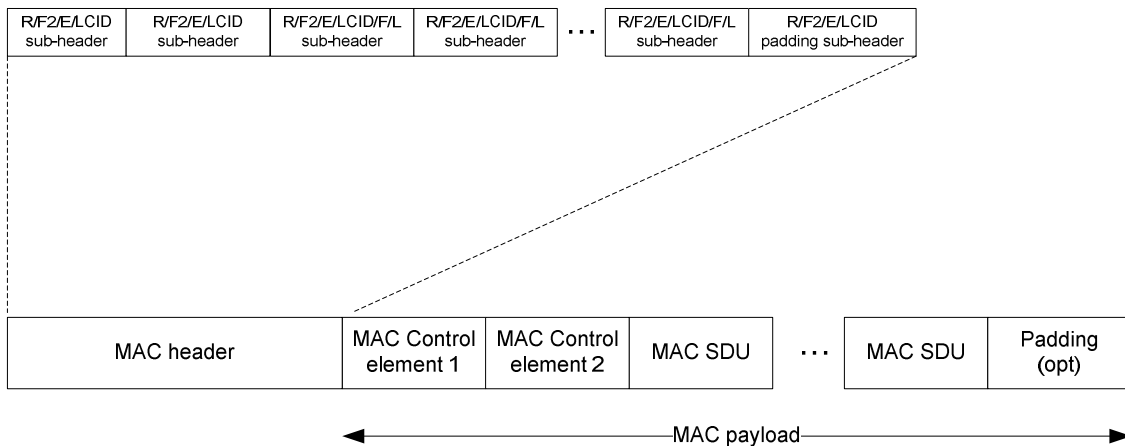 R/F2/E/LCID
sub-header
R/F2/E/LCID
sub-header
R/F2/E/LCID/F/L
sub-header
R/F2/E/LCID/F/L
sub-header
...
R/F2/E/LCID/F/L
sub-header
R/F2/E/LCID
padding sub-header
MAC header
MAC Control
element 1
MAC Control
element 2
MAC SDU
...
MAC SDU
Padding
(opt)
MAC payload